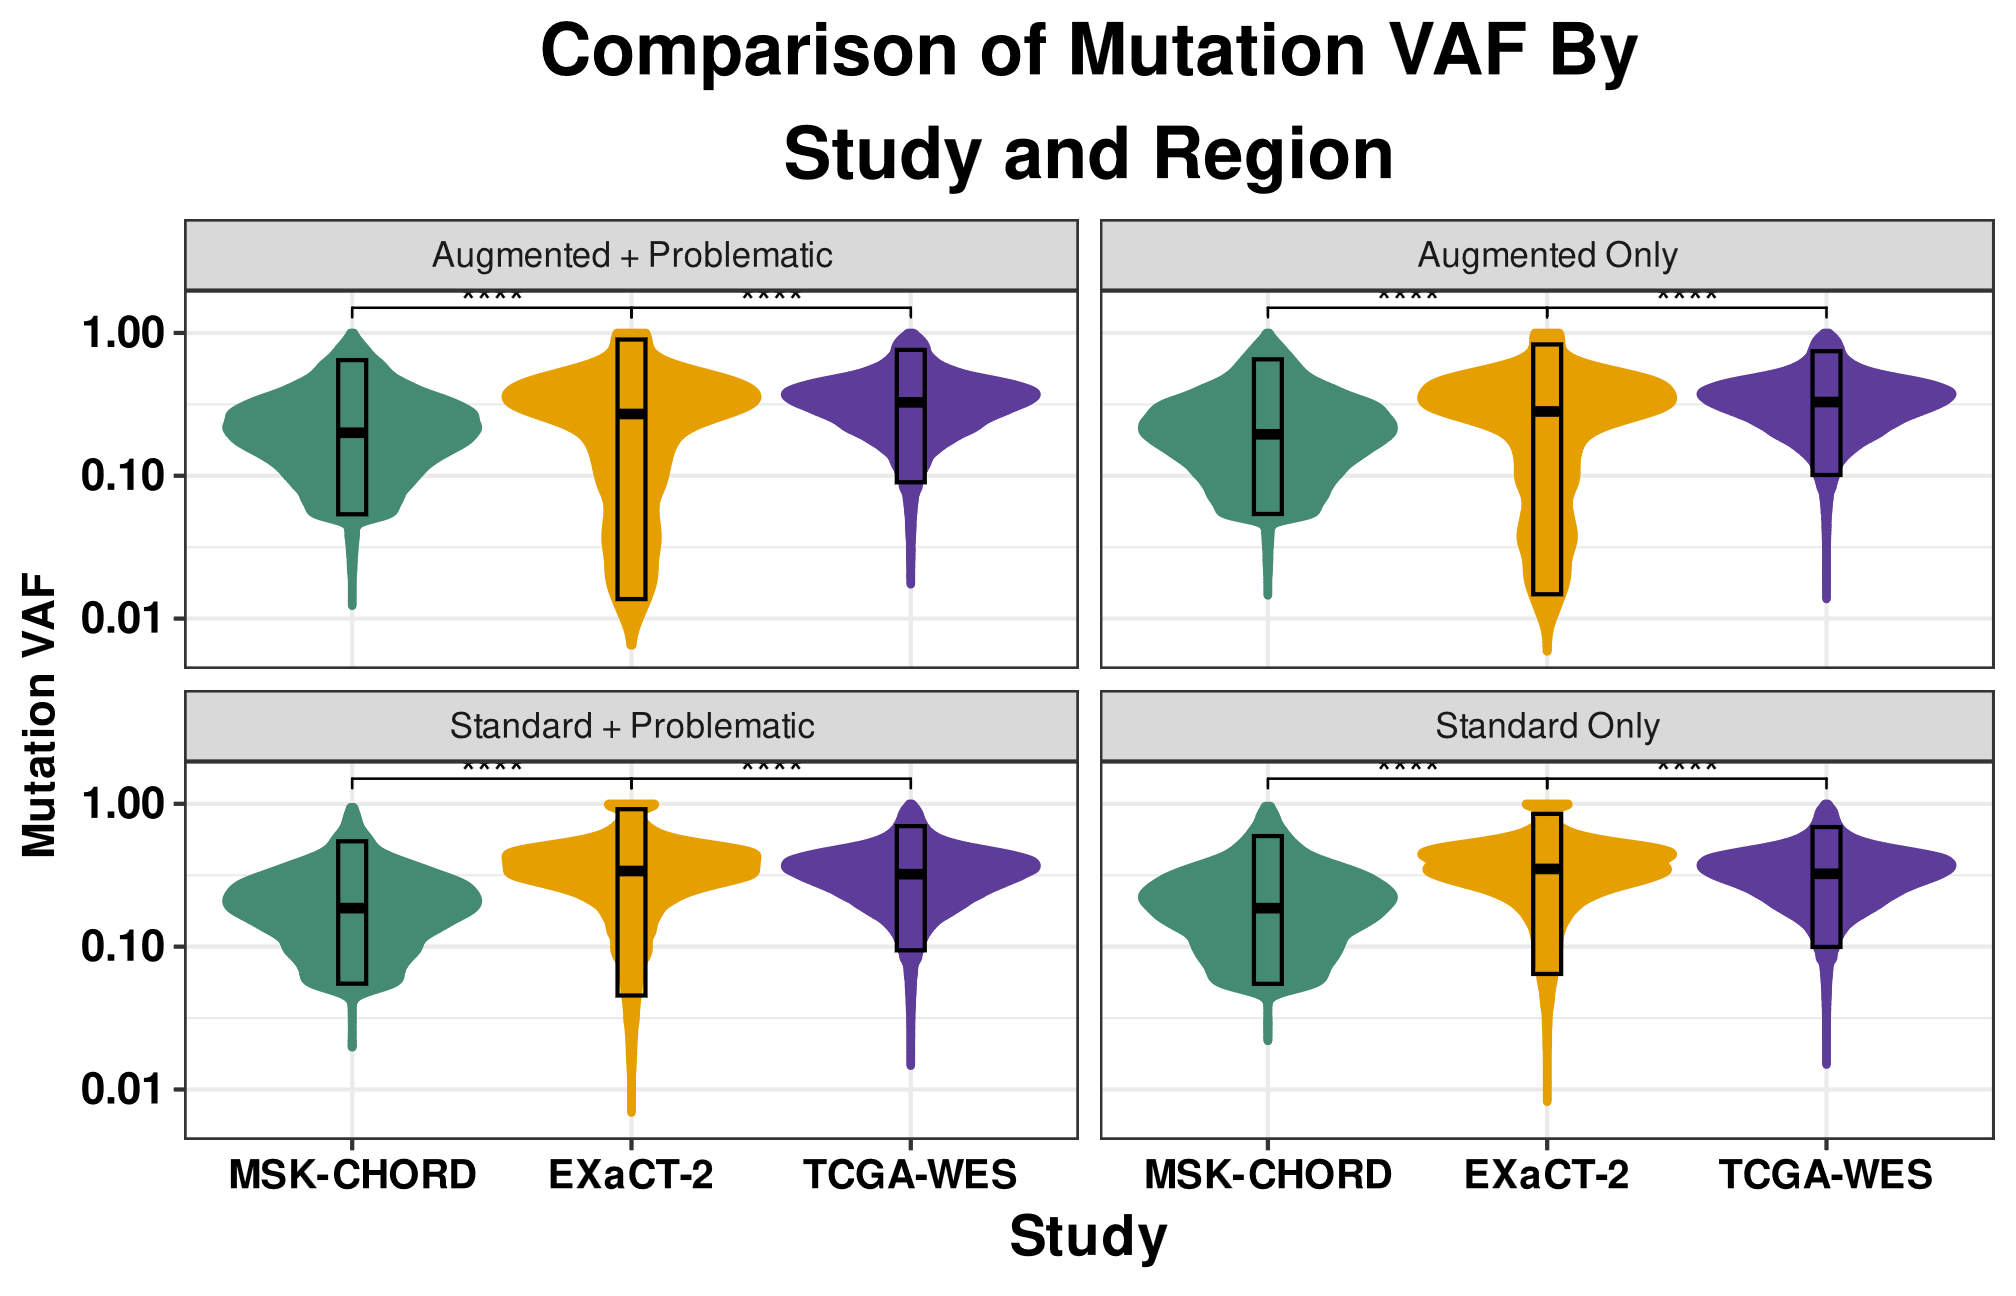 Comparison of Mutation VAF By
Study and Region
Augmented + Problematic
Augmented Only
**** ****
**** ****
1.00
0.10
0.01
Standard + Problematic
Standard Only
**** ****
**** ****
1.00
0.10
0.01
Mutation VAF
MSK-CHORD EXaCT-2 TCGA-WES
MSK-CHORD EXaCT-2 TCGA-WES
Study